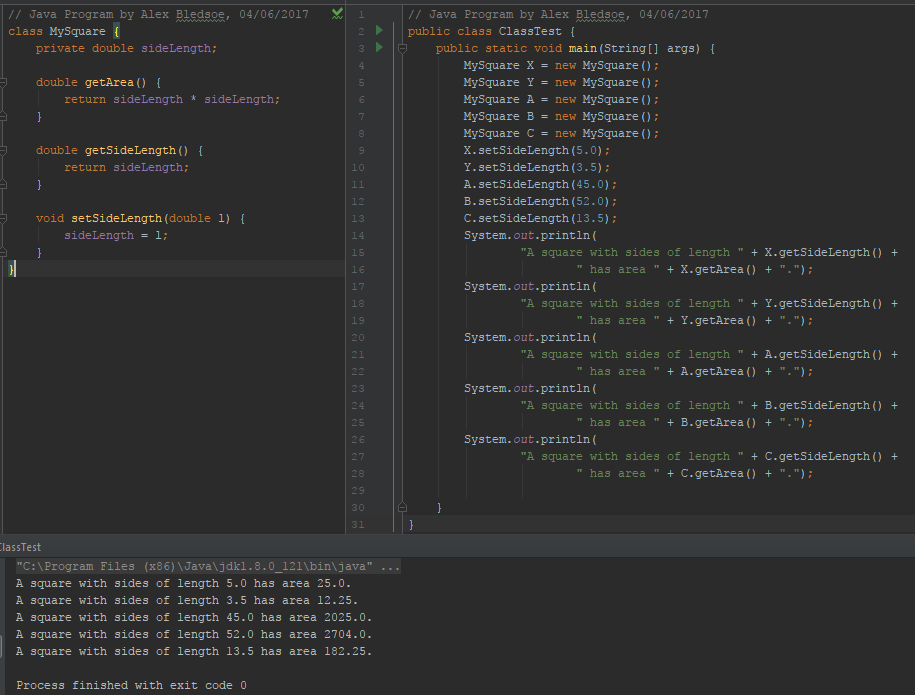 // Java Program by Alex Bledsoe, 04/06/2017
class MySquare {
    private double sideLength;
    double getArea() {
        return sideLength * sideLength;
    }
    double getSideLength() {
        return sideLength;
    }
    void setSideLength(double l) {
        sideLength = l;
    }
}
1 // Java Program by Alex Bledsoe, 04/06/2017
2 public class ClassTest {
3     public static void main(String[] args) {
4         MySquare X = new MySquare();
5         MySquare Y = new MySquare();
6         MySquare A = new MySquare();
7         MySquare B = new MySquare();
8         MySquare C = new MySquare();
9         X.setSideLength(5.0);
10         Y.setSideLength(3.5);
11         A.setSideLength(45.0);
12         B.setSideLength(52.0);
13         C.setSideLength(13.5);
14         System.out.println(
15                 "A square with sides of length " + X.getSideLength() +
16                         " has area " + X.getArea() + ".");
17         System.out.println(
18                 "A square with sides of length " + Y.getSideLength() +
19                         " has area " + Y.getArea() + ".");
20         System.out.println(
21                 "A square with sides of length " + A.getSideLength() +
22                         " has area " + A.getArea() + ".");
23         System.out.println(
24                 "A square with sides of length " + B.getSideLength() +
25                         " has area " + B.getArea() + ".");
26         System.out.println(
27                 "A square with sides of length " + C.getSideLength() +
28                         " has area " + C.getArea() + ".");
29
30     }
31 }
ClassTest
"C:\Program Files (x86)\Java\jdk1.8.0_121\bin\java" ...
A square with sides of length 5.0 has area 25.0.
A square with sides of length 3.5 has area 12.25.
A square with sides of length 45.0 has area 2025.0.
A square with sides of length 52.0 has area 2704.0.
A square with sides of length 13.5 has area 182.25.
Process finished with exit code 0